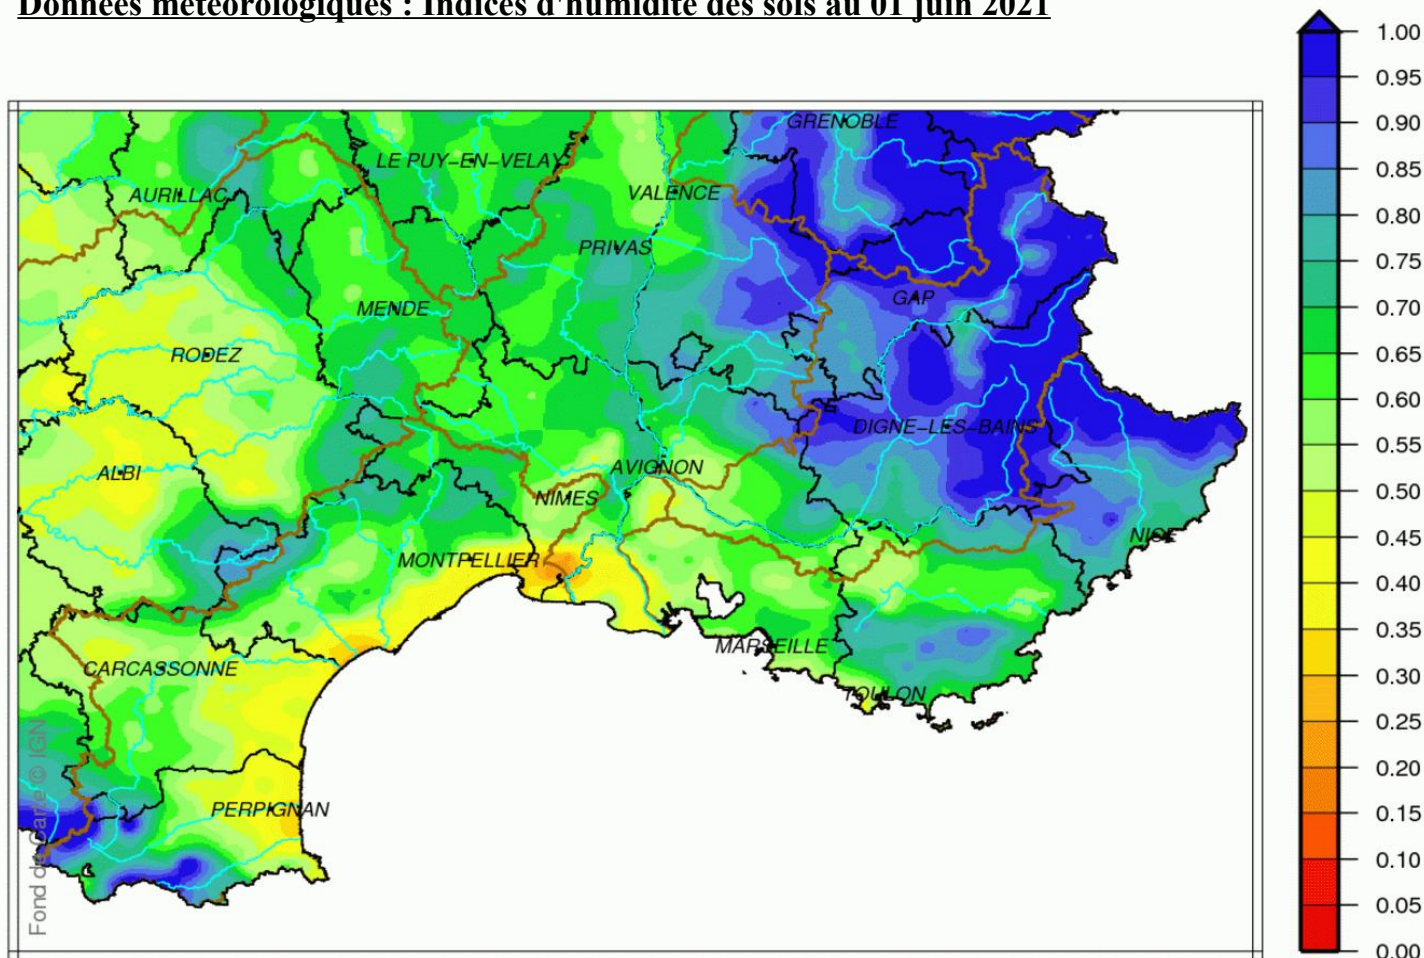 Données météorologiques : Indices d'humidité des sols au 01 juin 2021
1.00
0.95
0.90
0.85
0.80
0.75
0.70
0.65
0.60
0.55
0.50
0.45
0.40
0.35
0.30
0.25
0.20
0.15
0.10
0.05
0.00
GRENOBLE
LE PUY-EN-VELAY
AURILLAC
VALENCE
PRIVAS
GAP
MENDE
RODEZ
DIGNE-LES-BAINS
ALBI
AVIGNON
NIMES
NICE
MONTPELLIER
MARSEILLE
CARCASSONNE
TOULON
PERPIGNAN
Fond de Carte © IGN